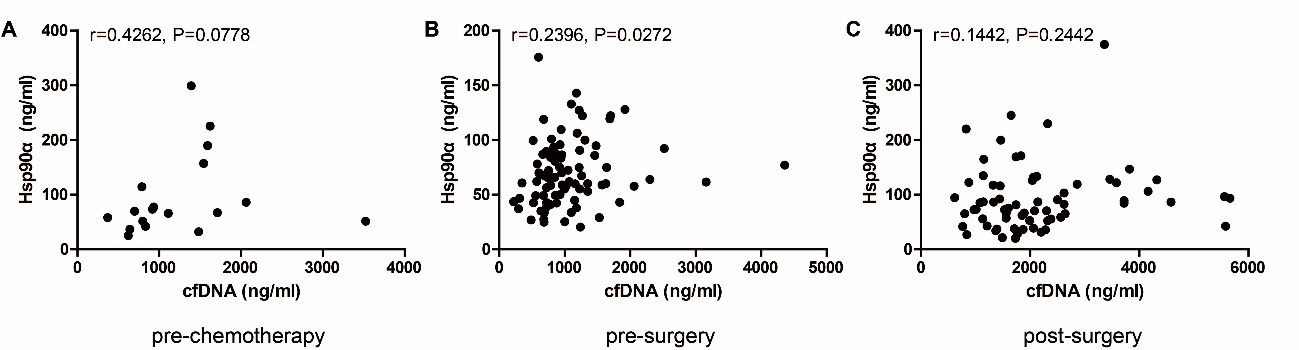 A
r=0.4262, P=0.0778
400
300
200
100
0
Hsp90α (ng/ml)
0 1000 2000 3000 4000
cfDNA (ng/ml)
pre-chemotherapy
B
r=0.2396, P=0.0272
200
150
100
50
0
Hsp90α (ng/ml)
0 1000 2000 3000 4000 5000
cfDNA (ng/ml)
pre-surgery
C
r=0.1442, P=0.2442
400
300
200
100
0
Hsp90α (ng/ml)
0 2000 4000 6000
cfDNA (ng/ml)
post-surgery